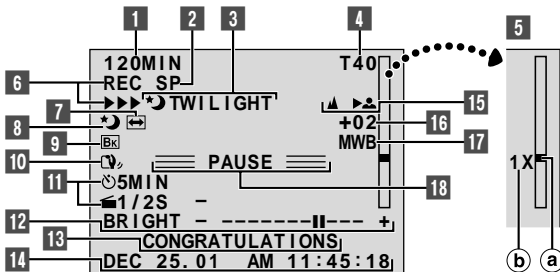 1 2 3 4 5
120MIN T40
6 REC SP
▶▶▶ TWILIGHT 15
7
8 +02 16
9 BK MWB 17
10 PAUSE 1X
11 5MIN 18
1/2S –
12 BRIGHT – --------▮▮--- +
13 CONGRATULATIONS
14 DEC 25.01 AM 11:45:18 b a